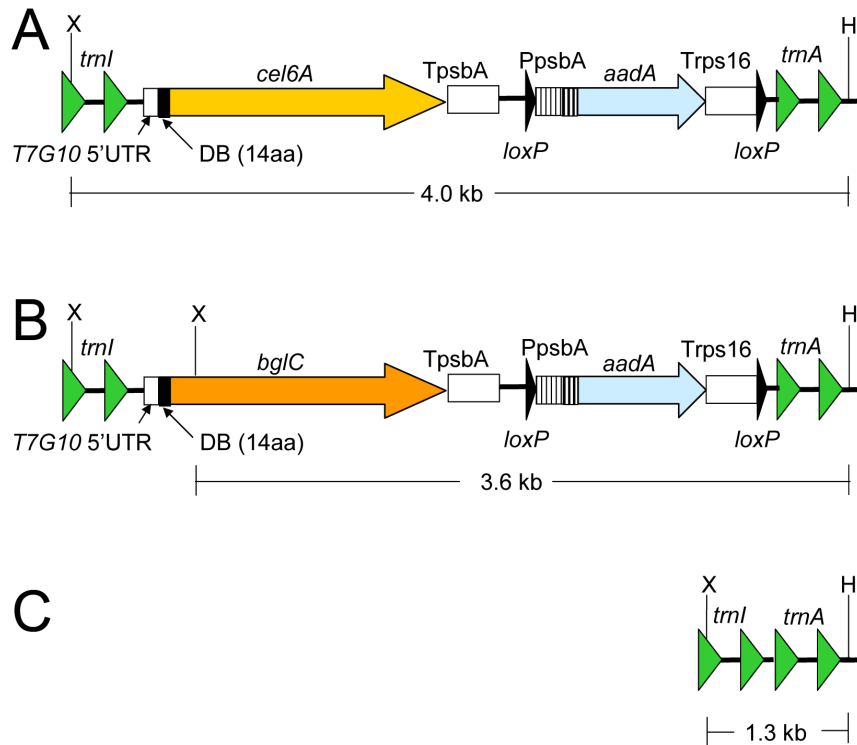 A
X
H
trnI
cel6A
TpsbA
PpsbA
aadA
Trps16
trnA
T7G10 5'UTR
DB (14aa)
loxP
loxP
4.0 kb
B
X
X
H
trnI
bglC
TpsbA
PpsbA
aadA
Trps16
trnA
T7G10 5'UTR
DB (14aa)
loxP
loxP
3.6 kb
C
X
H
trnI
trnA
1.3 kb